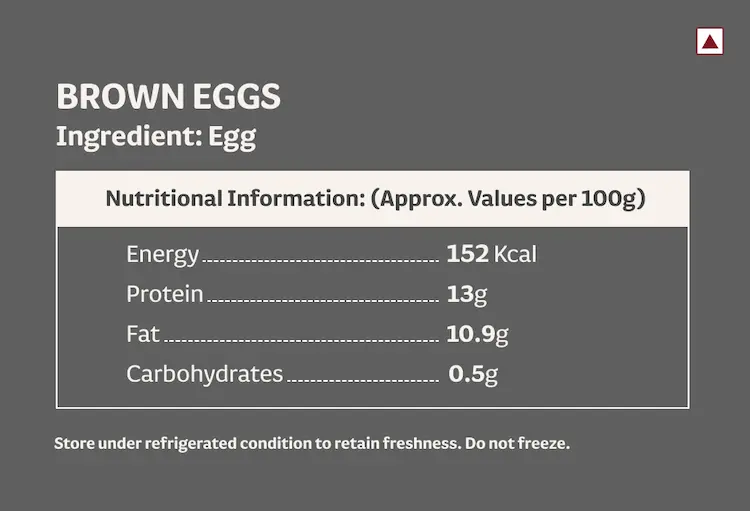 BROWN EGGS
Ingredient: Egg
Nutritional Information: (Approx. Values per 100g)
Energy 152 Kcal
Protein 13g
Fat 10.9g
Carbohydrates 0.5g
Store under refrigerated condition to retain freshness. Do not freeze.